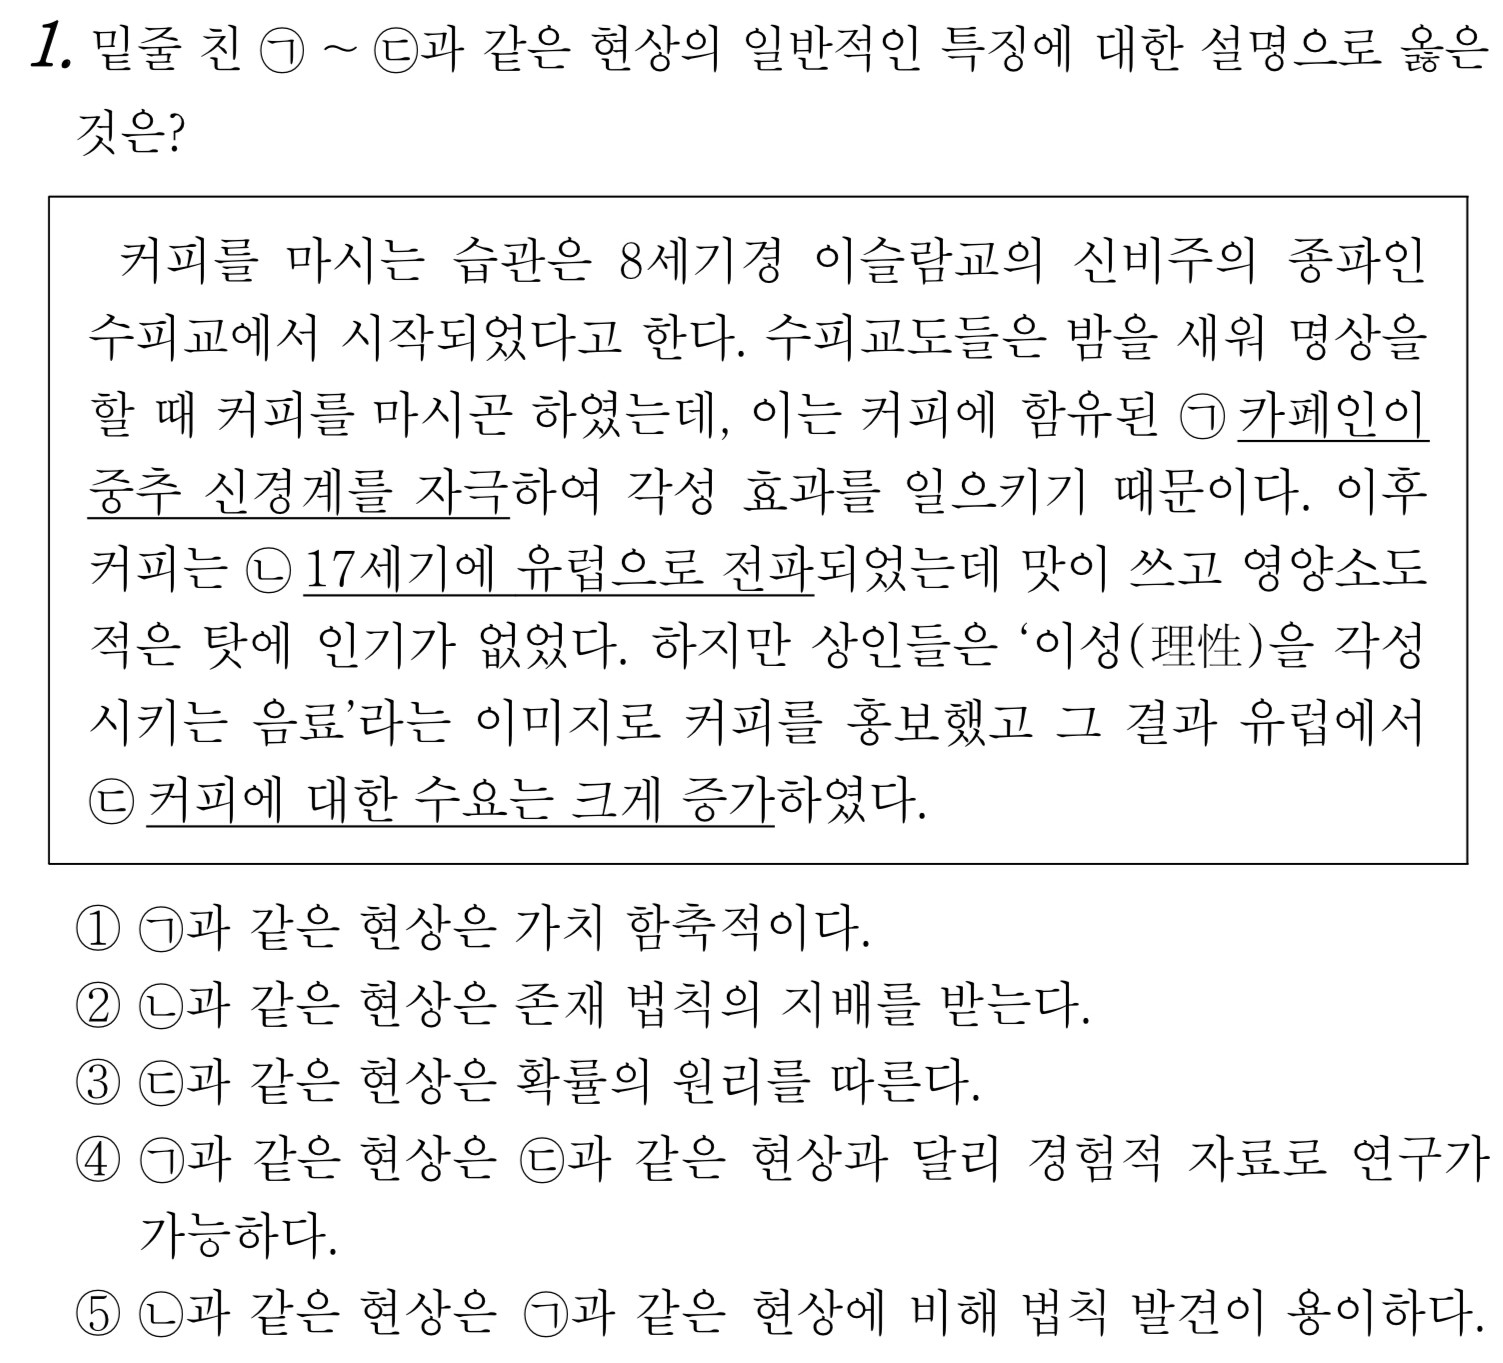 1. 밑줄 친 ㉠ ~ ㉢과 같은 현상의 일반적인 특징에 대한 설명으로 옳은
것은?
커피를 마시는 습관은 8세기경 이슬람교의 신비주의 종파인
수피교에서 시작되었다고 한다. 수피교도들은 밤을 새워 명상을
할 때 커피를 마시곤 하였는데, 이는 커피에 함유된 ㉠ 카페인이
중추 신경계를 자극하여 각성 효과를 일으키기 때문이다. 이후
커피는 ㉡ 17세기에 유럽으로 전파되었는데 맛이 쓰고 영양소도
적은 탓에 인기가 없었다. 하지만 상인들은 ‘이성(理性)을 각성
시키는 음료’라는 이미지로 커피를 홍보했고 그 결과 유럽에서
㉢ 커피에 대한 수요는 크게 증가하였다.
① ㉠과 같은 현상은 가치 함축적이다.
② ㉡과 같은 현상은 존재 법칙의 지배를 받는다.
③ ㉢과 같은 현상은 확률의 원리를 따른다.
④ ㉠과 같은 현상은 ㉢과 같은 현상과 달리 경험적 자료로 연구가
가능하다.
⑤ ㉡과 같은 현상은 ㉠과 같은 현상에 비해 법칙 발견이 용이하다.